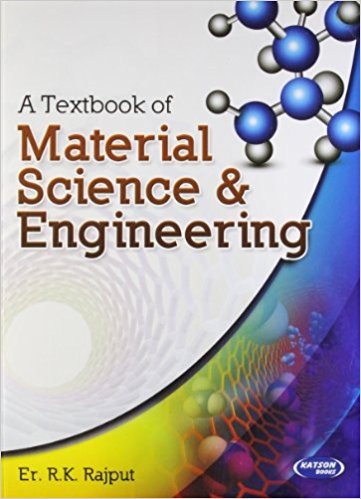 A Textbook of
Material
Science &
Engineering
KATSON
BOOKS
Er. R.K. Rajput